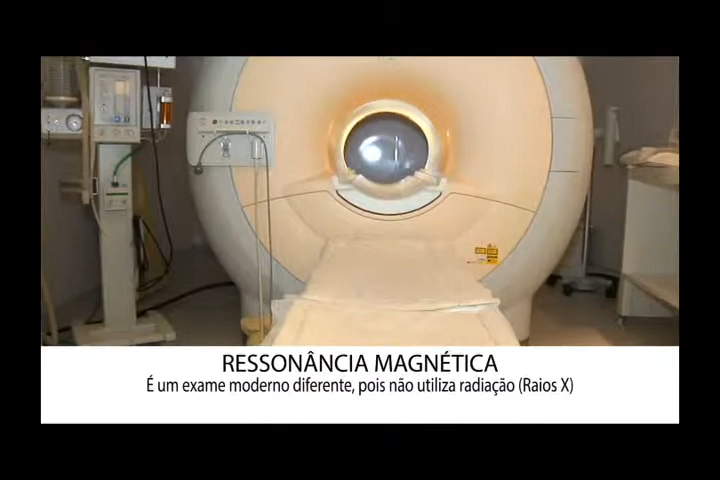 RESSONÂNCIA MAGNÉTICA
É um exame moderno diferente, pois não utiliza radiação (Raios X)